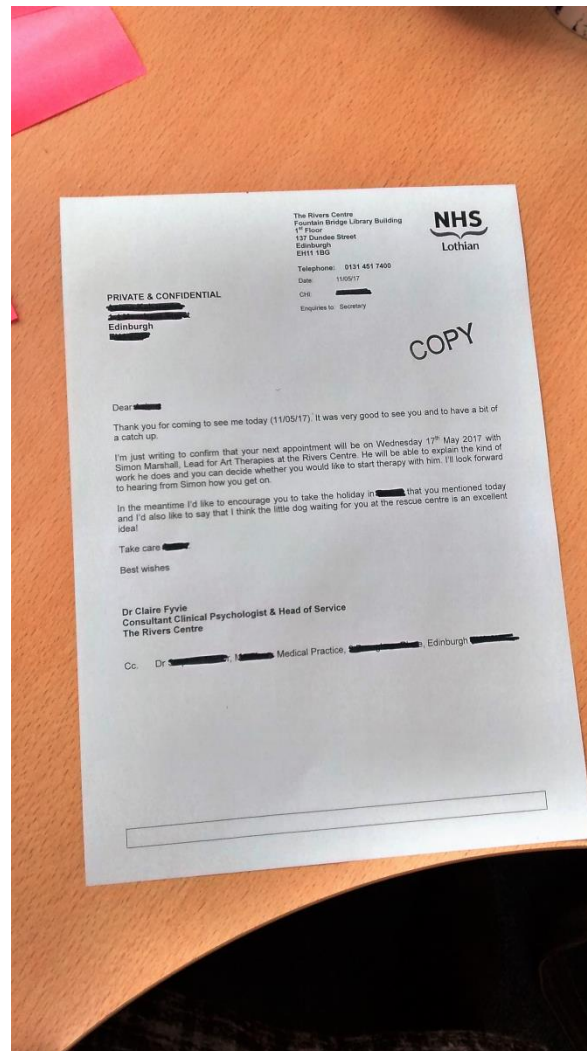 The Rivers Centre
Fountain Bridge Library Building
1st Floor
137 Dundee Street
Edinburgh
EH11 1BG
NHS
Lothian
Telephone: 0131 451 7400
Date: 11/05/17
CHI:
Enquiries to: Secretary
PRIVATE & CONFIDENTIAL
Edinburgh
COPY
Dear
Thank you for coming to see me today (11/05/17). It was very good to see you and to have a bit of
a catch up.
I'm just writing to confirm that your next appointment will be on Wednesday 17th May 2017 with
Simon Marshall, Lead for Art Therapies at the Rivers Centre. He will be able to explain the kind of
work he does and you can decide whether you would like to start therapy with him. I'll look forward
to hearing from Simon how you get on.
In the meantime I'd like to encourage you to take the holiday in that you mentioned today
and I'd also like to say that I think the little dog waiting for you at the rescue centre is an excellent
idea!
Take care
Best wishes
Dr Claire Fyvie
Consultant Clinical Psychologist & Head of Service
The Rivers Centre
Cc. Dr Medical Practice, Edinburgh